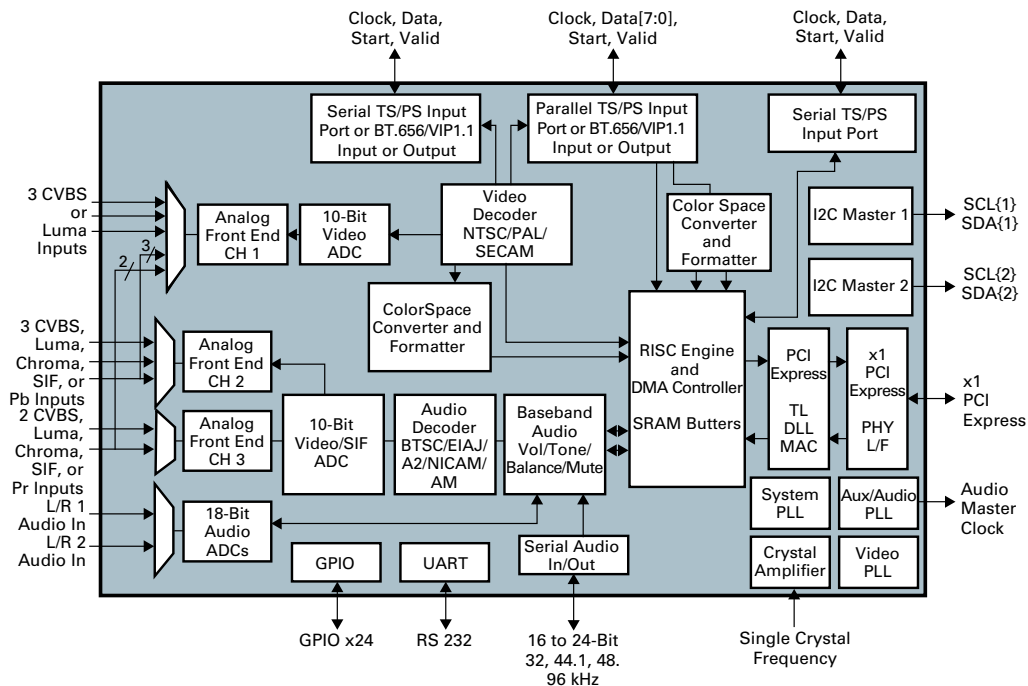 Clock, Data,
Start, Valid
Clock, Data[7:0],
Start, Valid
Clock, Data,
Start, Valid
Serial TS/PS Input
Port or BT.656/VIP1.1
Input or Output
Parallel TS/PS Input
Port or BT.656/VIP1.1
Input or Output
Serial TS/PS
Input Port
3 CVBS
or
Luma
Inputs
3
2
Analog
Front End
CH 1
10-Bit
Video
ADC
Video
Decoder
NTSC/PAL/
SECAM
Color Space
Converter
and
Formatter
I2C Master 1
SCL{1}
SDA{1}
I2C Master 2
SCL{2}
SDA{2}
ColorSpace
Converter and
Formatter
3 CVBS,
Luma,
Chroma,
SIF, or
Pb Inputs
Analog
Front End
CH 2
RISC Engine
and
DMA Controller
SRAM Butters
PCI
Express
TL
DLL
MAC
x1
PCI
Express
PHY
L/F
x1
PCI
Express
2 CVBS,
Luma,
Chroma,
SIF, or
Pr Inputs
Analog
Front End
CH 3
10-Bit
Video/SIF
ADC
Audio
Decoder
BTSC/EIAJ/
A2/NICAM/
AM
Baseband
Audio
Vol/Tone/
Balance/Mute
L/R 1
Audio In
L/R 2
Audio In
18-Bit
Audio
ADCs
System
PLL
Aux/Audio
PLL
Audio
Master
Clock
GPIO
UART
Serial Audio
In/Out
Crystal
Amplifier
Video
PLL
GPIO x24
RS 232
16 to 24-Bit
32, 44.1, 48.
96 kHz
Single Crystal
Frequency